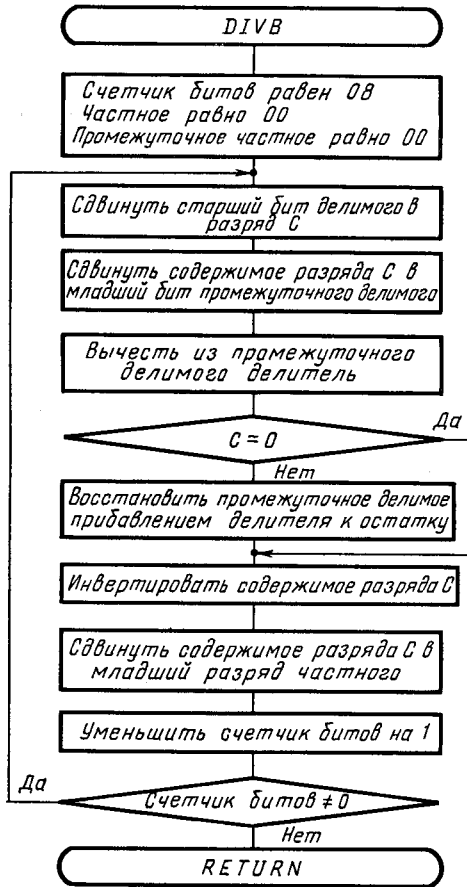 DIVB
Счетчик битов равен 08
Частное равно 00
Промежуточное частное равно 00
Сдвинуть старший бит делимого в
разряд С
Сдвинуть содержимое разряда С в
младший бит промежуточного делимого
Вычесть из промежуточного
делимого делитель
С = 0
Да
Нет
Восстановить промежуточное делимое
прибавлением делителя к остатку
Инвертировать содержимое разряда С
Сдвинуть содержимое разряда С в
младший разряд частного
Уменьшить счетчик битов на 1
Да
Счетчик битов ≠ 0
Нет
RETURN